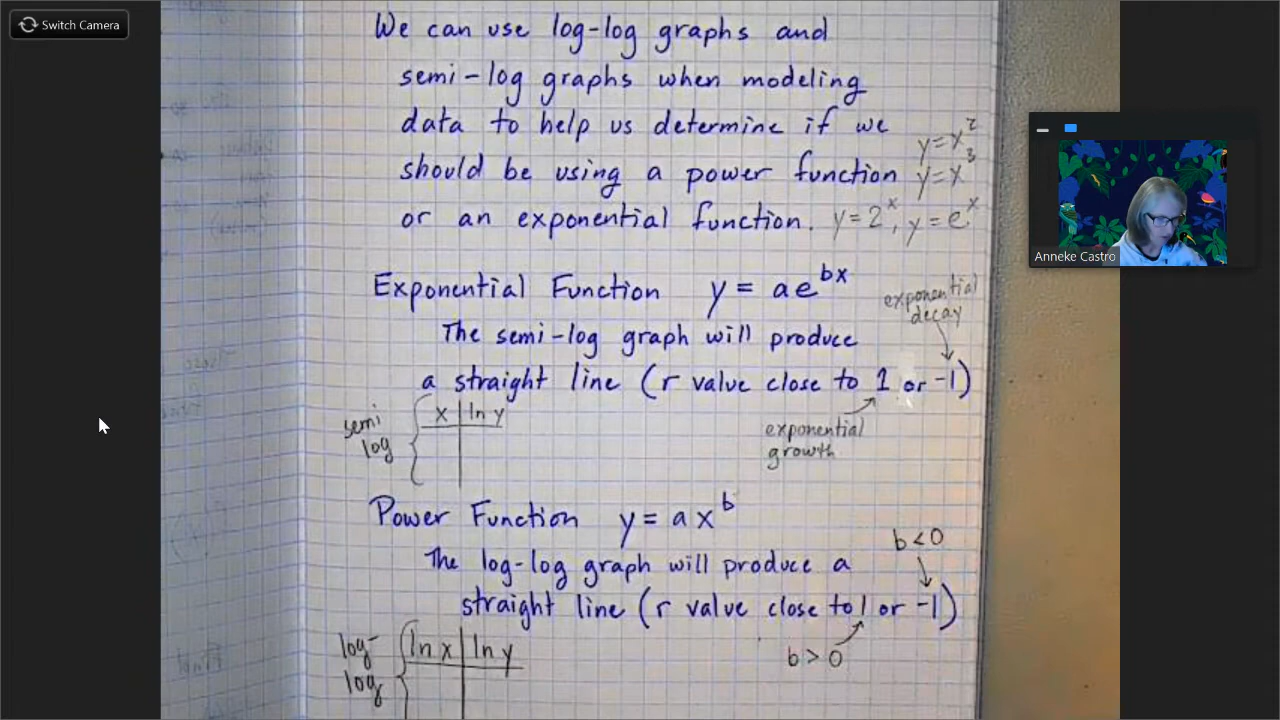 Switch Camera
We can use log-log graphs and
semi-log graphs when modeling
data to help us determine if we
y=x²
should be using a power function
y=x³
or an exponential function.
y=2ˣ, y=eˣ
Anneke Castro
Exponential Function y = ae^bx
exponential
decay
The semi-log graph will produce
a straight line (r value close to 1 or -1)
semi
log
x ln y
exponential
growth
Power Function y = ax^b
b<0
The log-log graph will produce a
straight line (r value close to 1 or -1)
log-
log
ln x ln y
b>0